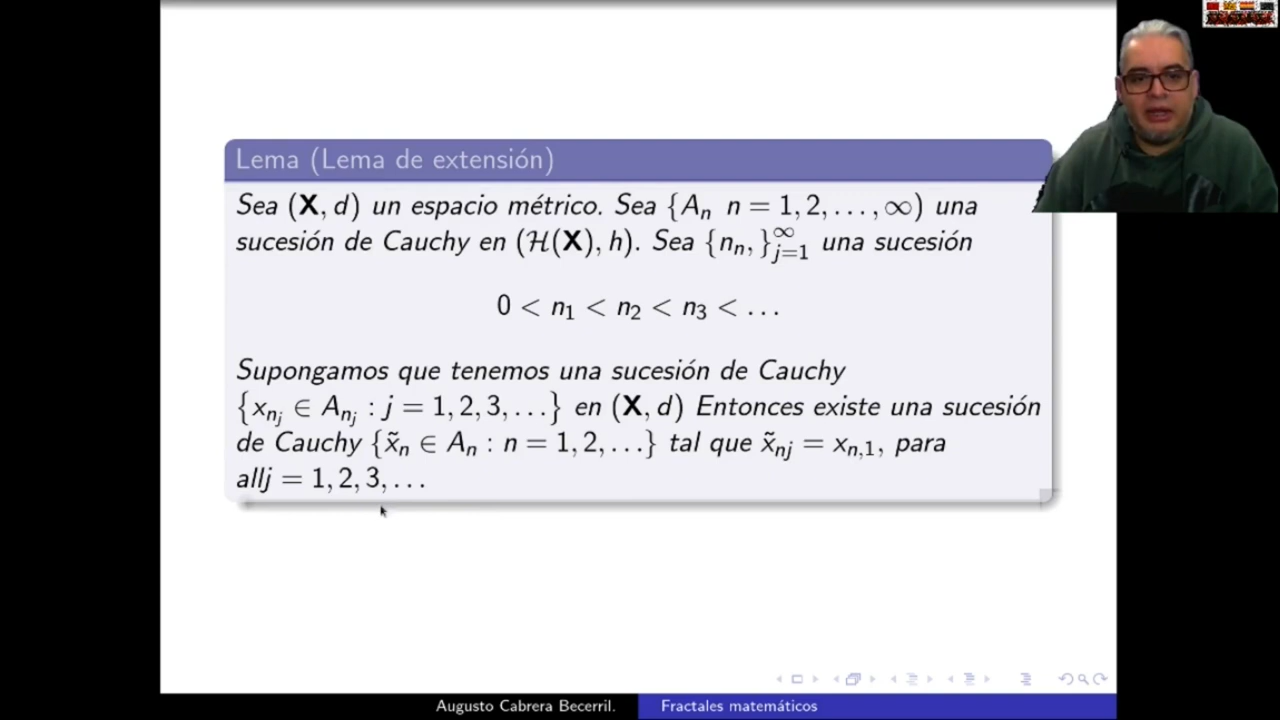 Lema (Lema de extensión)
Sea (X, d) un espacio métrico. Sea {A_n n = 1, 2, . . . , ∞) una
sucesión de Cauchy en (ℋ(X), h). Sea {n_n, }_{j=1}^∞ una sucesión
0 < n_1 < n_2 < n_3 < . . .
Supongamos que tenemos una sucesión de Cauchy
{x_{n_j} ∈ A_{n_j} : j = 1, 2, 3, . . .} en (X, d) Entonces existe una sucesión
de Cauchy {x̃_n ∈ A_n : n = 1, 2, . . .} tal que x̃_{nj} = x_{n,1}, para
allj = 1, 2, 3, . . .
Augusto Cabrera Becerril.
Fractales matemáticos